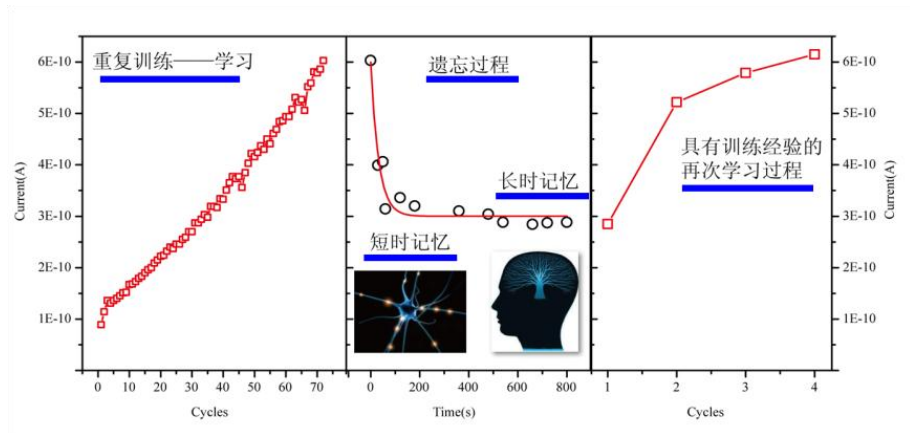 重复训练——学习
遗忘过程
长时记忆
短时记忆
具有训练经验的
再次学习过程
Current(A)
6E-10
5E-10
4E-10
3E-10
2E-10
1E-10
0 10 20 30 40 50 60 70
Cycles
0 200 400 600 800
Time(s)
1 2 3 4
Cycles
6E-10
5E-10
4E-10
3E-10
2E-10
1E-10
Current(A)